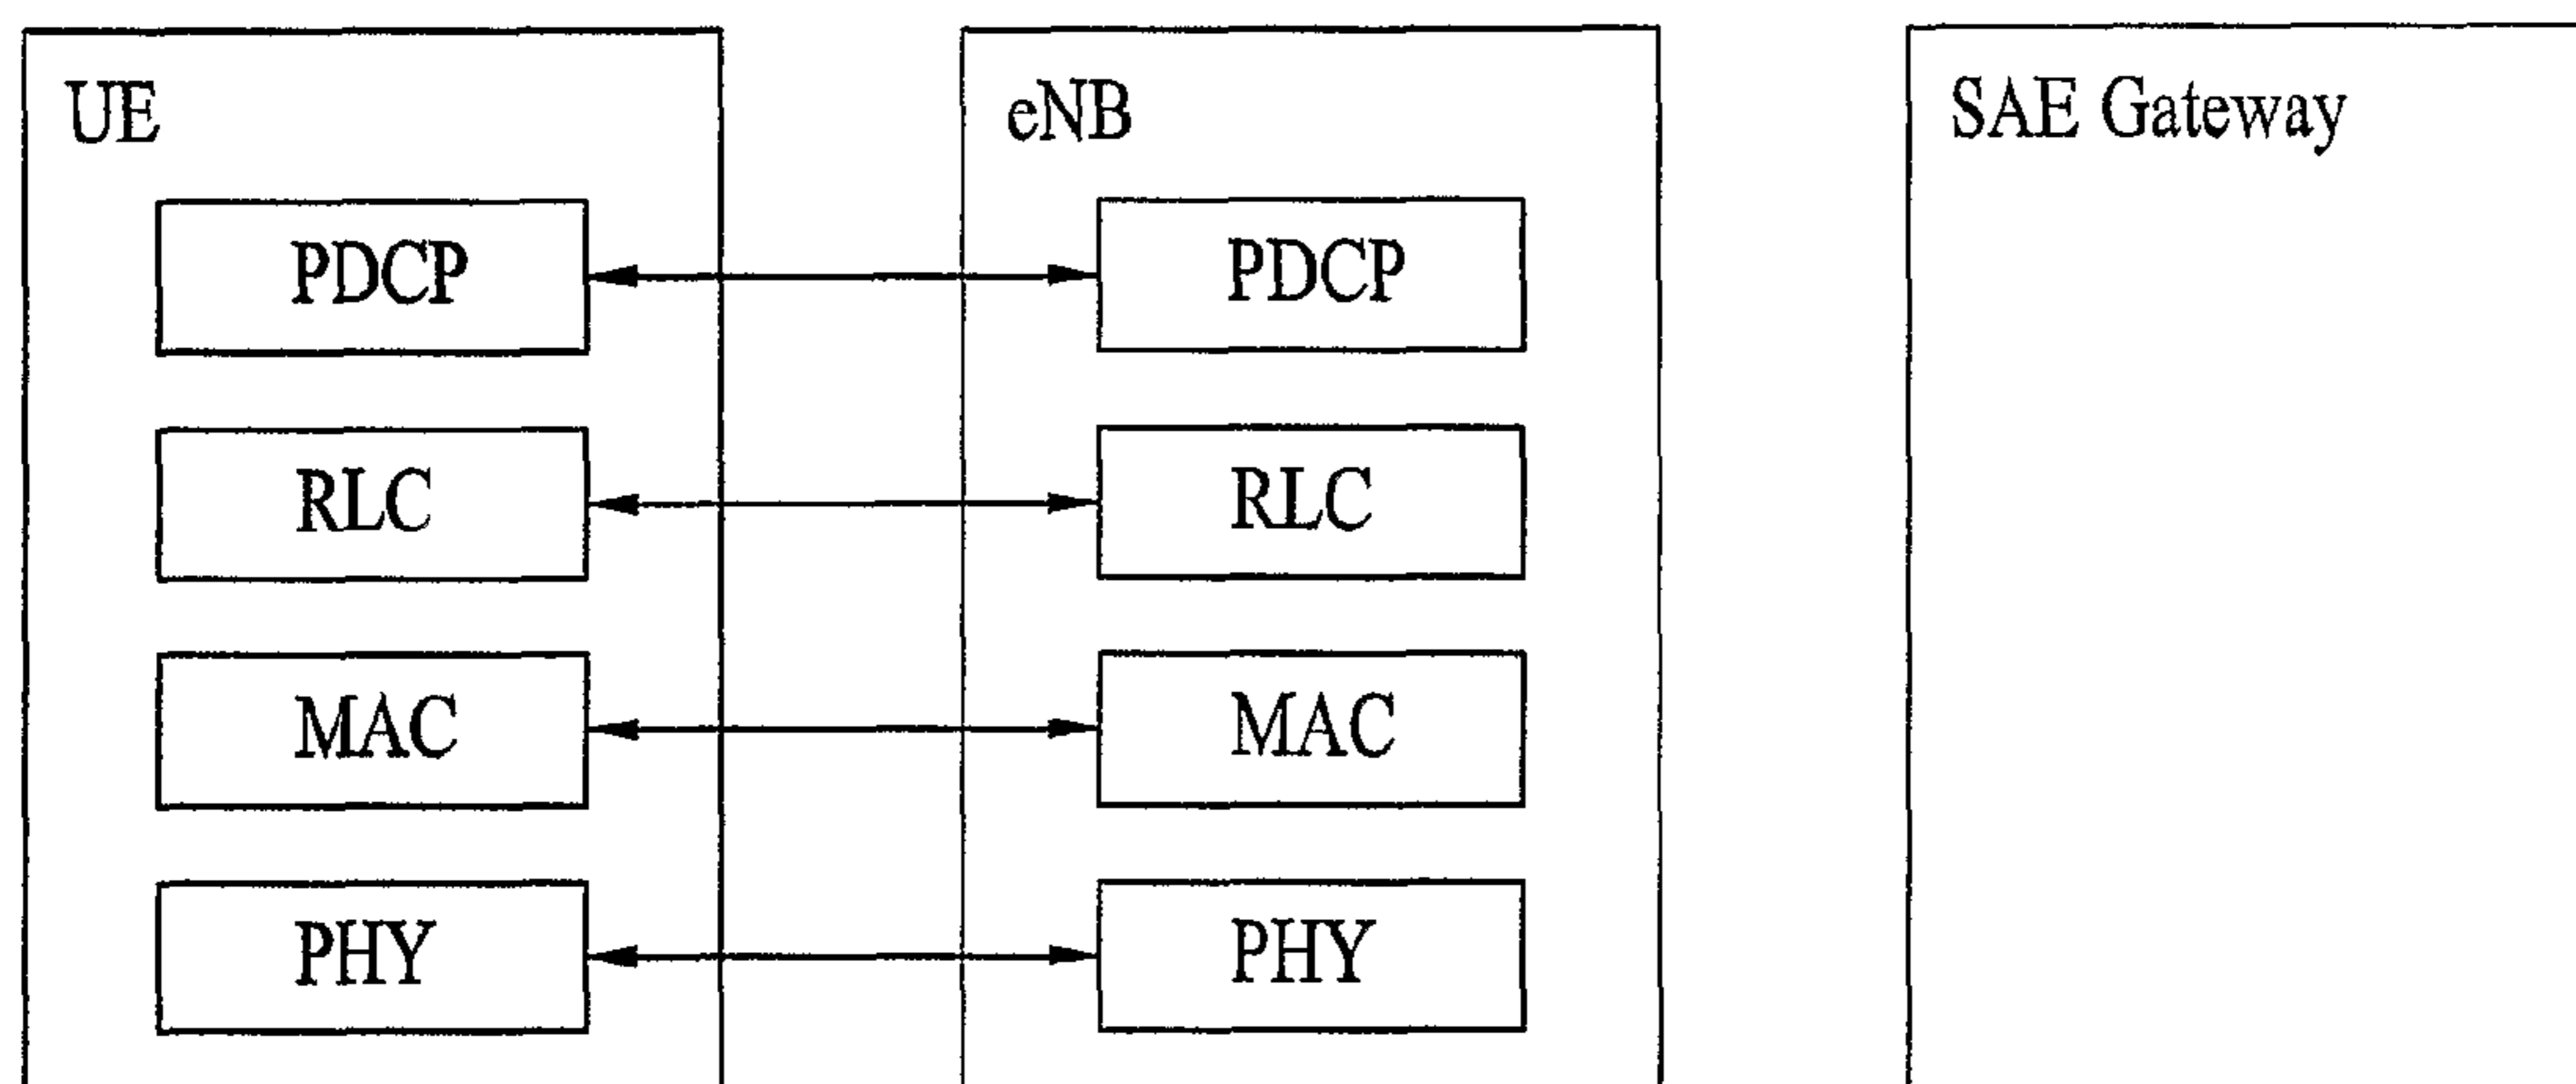 UE eNB SAE Gateway
PDCP PDCP
RLC RLC
MAC MAC
PHY PHY